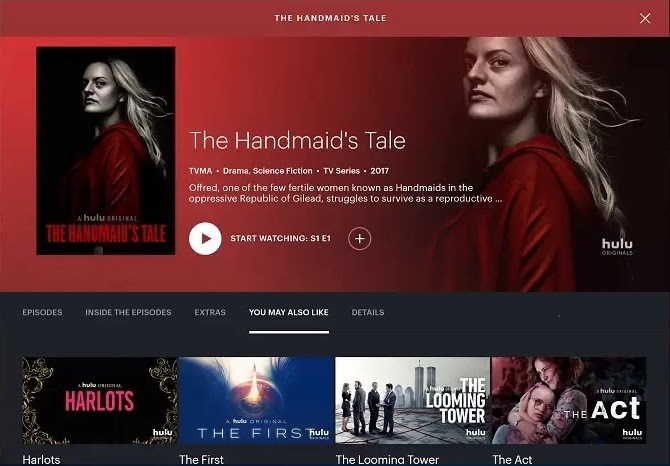 THE HANDMAID'S TALE
A hulu ORIGINAL
THE HANDMAID'S TALE
The Handmaid's Tale
TVMA • Drama, Science Fiction • TV Series • 2017
Offred, one of the few fertile women known as Handmaids in the
oppressive Republic of Gilead, struggles to survive as a reproductive ...
START WATCHING: S1 E1
hulu
ORIGINALS
EPISODES
INSIDE THE EPISODES
EXTRAS
YOU MAY ALSO LIKE
DETAILS
A hulu ORIGINAL
HARLOTS
hulu
ORIGINALS
A hulu ORIGINAL
THE FIRST
hulu
ORIGINALS
A hulu ORIGINAL
THE
LOOMING
TOWER
hulu
ORIGINALS
A hulu ORIGINAL
THE ACT
hulu
ORIGINALS
Harlots
The First
The Looming Tower
The Act